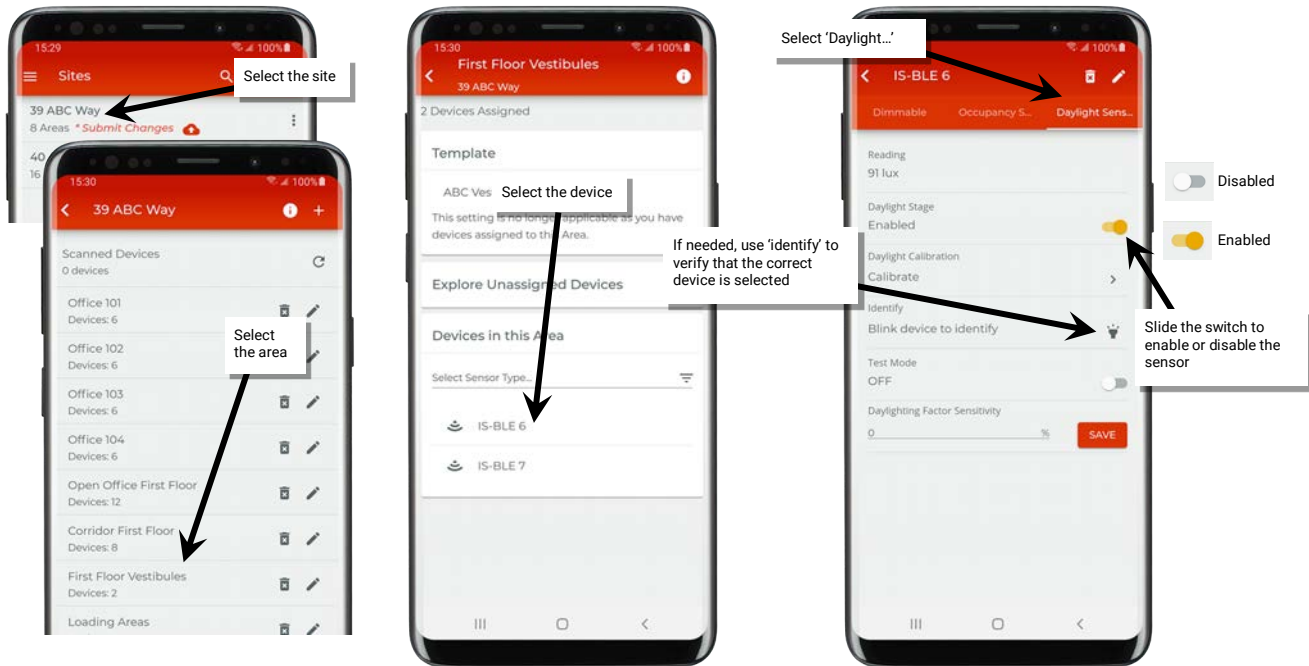 15:29
100%
Sites
Select the site
39 ABC Way
8 Areas * Submit Changes
40
16
15:30
100%
39 ABC Way
Scanned Devices
0 devices
Office 101
Devices: 6
Office 102
Devices: 6
Select
the area
Office 103
Devices: 6
Office 104
Devices: 6
Open Office First Floor
Devices: 12
Corridor First Floor
Devices: 8
First Floor Vestibules
Devices: 2
Loading Areas
15:30
100%
First Floor Vestibules
39 ABC Way
2 Devices Assigned
Template
ABC Ves
Select the device
This setting is no longer applicable as you have
devices assigned to this Area.
Explore Unassigned Devices
Devices in this Area
Select Sensor Type...
IS-BLE 6
IS-BLE 7
If needed, use ‘identify’ to
verify that the correct
device is selected
Select ‘Daylight…’
100%
IS-BLE 6
Dimmable
Occupancy S...
Daylight Sens...
Reading
91 lux
Daylight Stage
Enabled
Daylight Calibration
Calibrate
Identify
Blink device to identify
Test Mode
OFF
Daylighting Factor Sensitivity
0
%
SAVE
Disabled
Enabled
Slide the switch to
enable or disable the
sensor